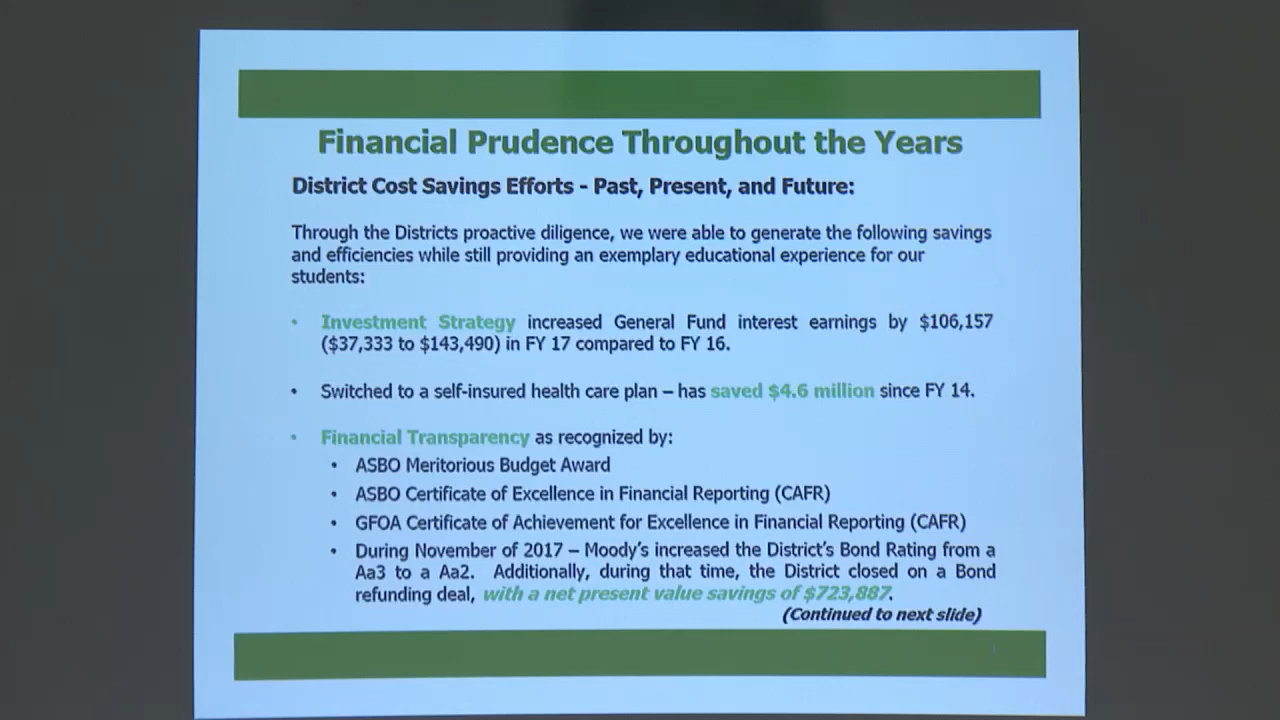 Financial Prudence Throughout the Years
District Cost Savings Efforts - Past, Present, and Future:
Through the Districts proactive diligence, we were able to generate the following savings
and efficiencies while still providing an exemplary educational experience for our
students:
• Investment Strategy increased General Fund interest earnings by $106,157
($37,333 to $143,490) in FY 17 compared to FY 16.
• Switched to a self-insured health care plan – has saved $4.6 million since FY 14.
• Financial Transparency as recognized by:
• ASBO Meritorious Budget Award
• ASBO Certificate of Excellence in Financial Reporting (CAFR)
• GFOA Certificate of Achievement for Excellence in Financial Reporting (CAFR)
• During November of 2017 – Moody's increased the District's Bond Rating from a
Aa3 to a Aa2. Additionally, during that time, the District closed on a Bond
refunding deal, with a net present value savings of $723,887.
(Continued to next slide)